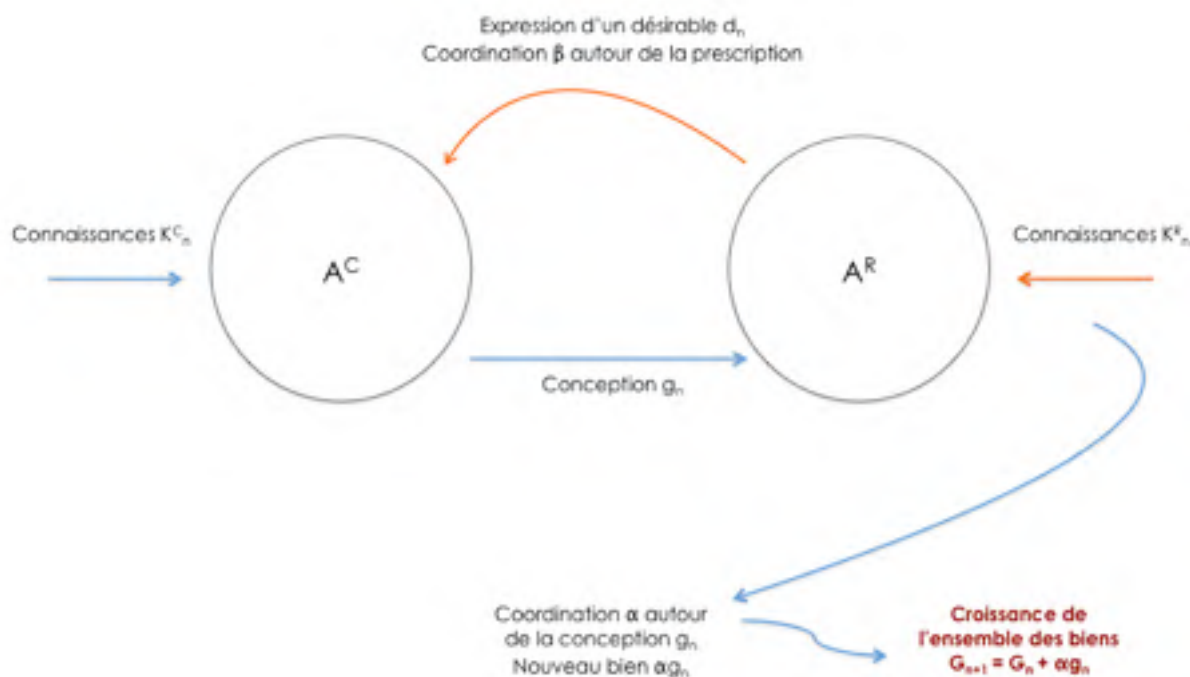 Expression d'un désirable dₙ
Coordination β autour de la prescription
Connaissances Kᶜₙ
Aᶜ
Aᴿ
Connaissances Kᴿₙ
Conception gₙ
Coordination α autour
de la conception gₙ
Nouveau bien αgₙ
Croissance de
l'ensemble des biens
Gₙ₊₁ = Gₙ + αgₙ